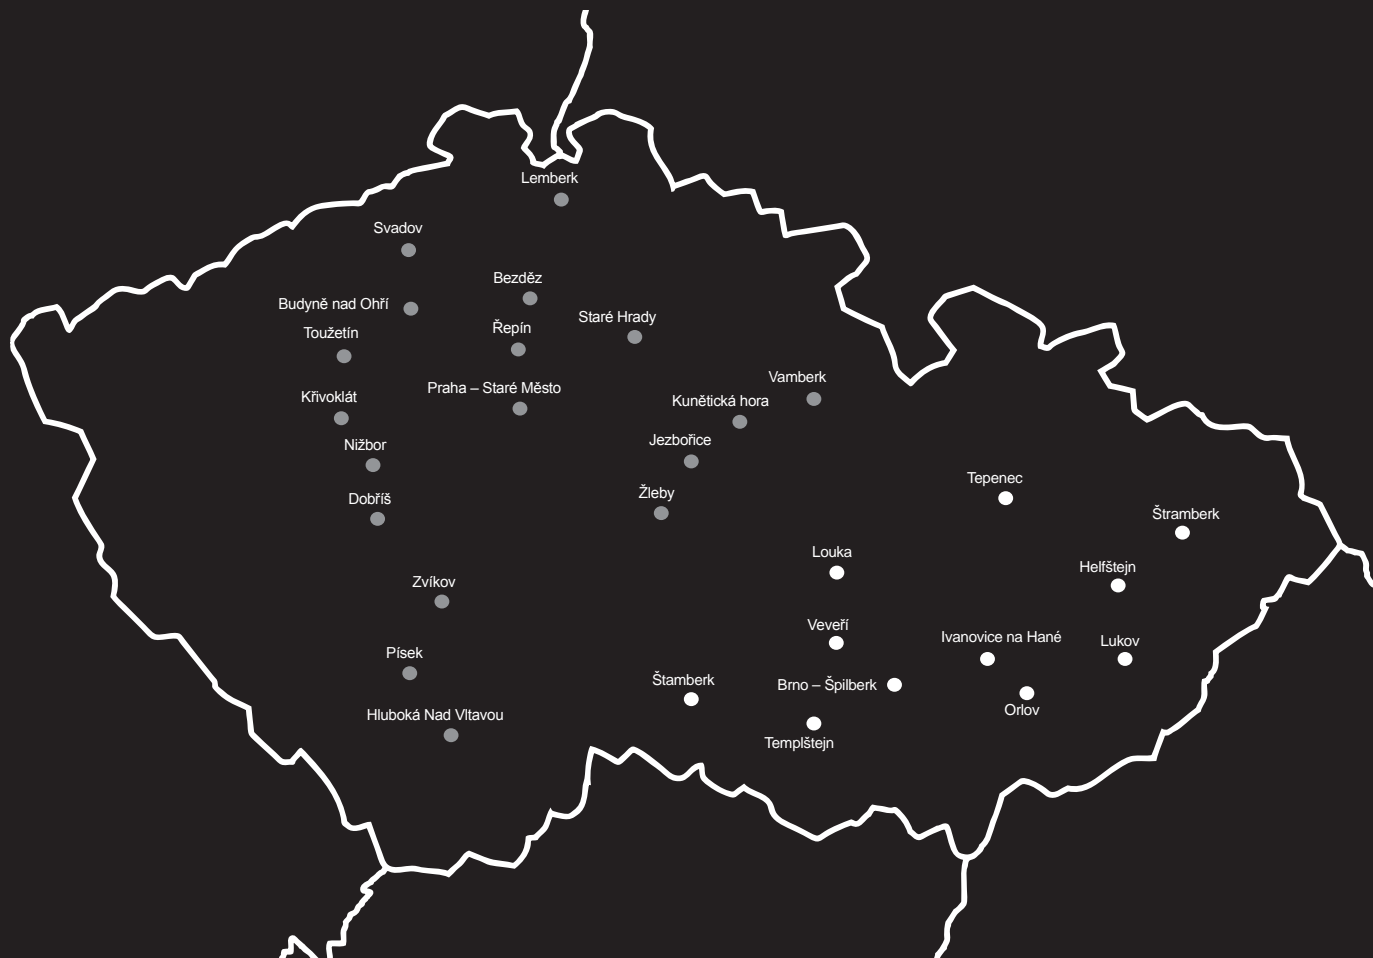 Lemberk
Svadov
Bezděz
Budyně nad Ohří
Staré Hrady
Řepín
Toužetín
Vamberk
Praha – Staré Město
Křivoklát
Kunětická hora
Jezbořice
Nižbor
Tepenec
Žleby
Dobříš
Štramberk
Louka
Helfštejn
Zvíkov
Veveří
Ivanovice na Hané
Lukov
Písek
Štamberk
Brno – Špilberk
Orlov
Hluboká Nad Vltavou
Templštejn